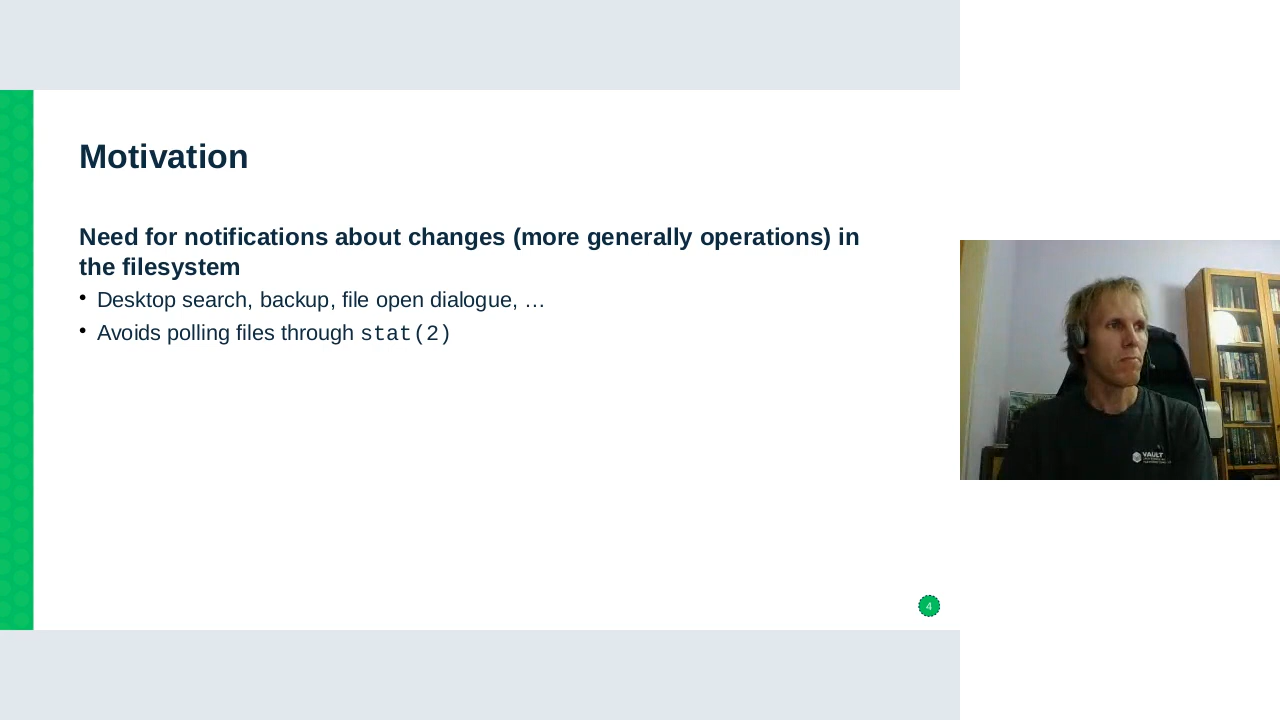 Motivation
Need for notifications about changes (more generally operations) in
the filesystem
• Desktop search, backup, file open dialogue, …
• Avoids polling files through stat(2)
4
VAULT